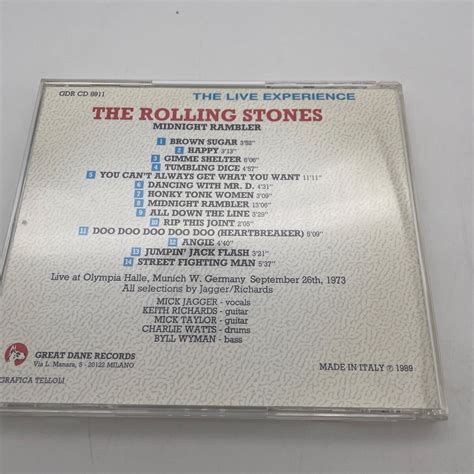 GDR CD 8911
THE LIVE EXPERIENCE
THE ROLLING STONES
MIDNIGHT RAMBLER
1 BROWN SUGAR 3'52"
2 HAPPY 3'13"
3 GIMME SHELTER 6'06"
4 TUMBLING DICE 4'57"
5 YOU CAN'T ALWAYS GET WHAT YOU WANT 11'11"
6 DANCING WITH MR. D. 4'31"
7 HONKY TONK WOMEN 3'09"
8 MIDNIGHT RAMBLER 13'06"
9 ALL DOWN THE LINE 3'29"
10 RIP THIS JOINT 2'05"
11 DOO DOO DOO DOO DOO (HEARTBREAKER) 5'09"
12 ANGIE 4'40"
13 JUMPIN' JACK FLASH 3'21"
14 STREET FIGHTING MAN 5'37"
Live at Olympia Halle, Munich W. Germany September 26th, 1973
All selections by Jagger/Richards
MICK JAGGER - vocals
KEITH RICHARDS - guitar
MICK TAYLOR - guitar
CHARLIE WATTS - drums
BYLL WYMAN - bass
GREAT DANE RECORDS
Via L. Manara, 5 - 20122 MILANO
MADE IN ITALY ℗ 1989
GRAFICA TELLOLI